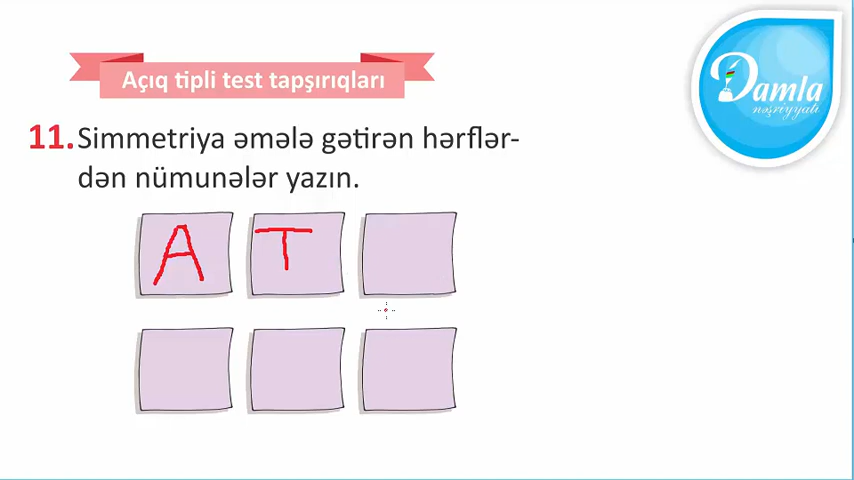 Açıq tipli test tapşırıqları
Damla
nəşriyyatı
11. Simmetriya əmələ gətirən hərflər-
dən nümunələr yazın.
A T